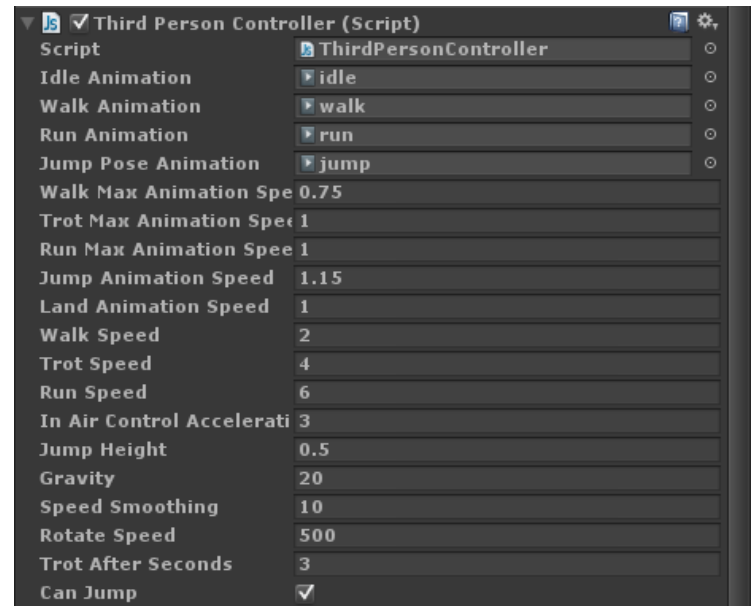 Js Third Person Controller (Script)
Script ThirdPersonController
Idle Animation idle
Walk Animation walk
Run Animation run
Jump Pose Animation jump
Walk Max Animation Spe 0.75
Trot Max Animation Spee 1
Run Max Animation Spee 1
Jump Animation Speed 1.15
Land Animation Speed 1
Walk Speed 2
Trot Speed 4
Run Speed 6
In Air Control Accelerati 3
Jump Height 0.5
Gravity 20
Speed Smoothing 10
Rotate Speed 500
Trot After Seconds 3
Can Jump